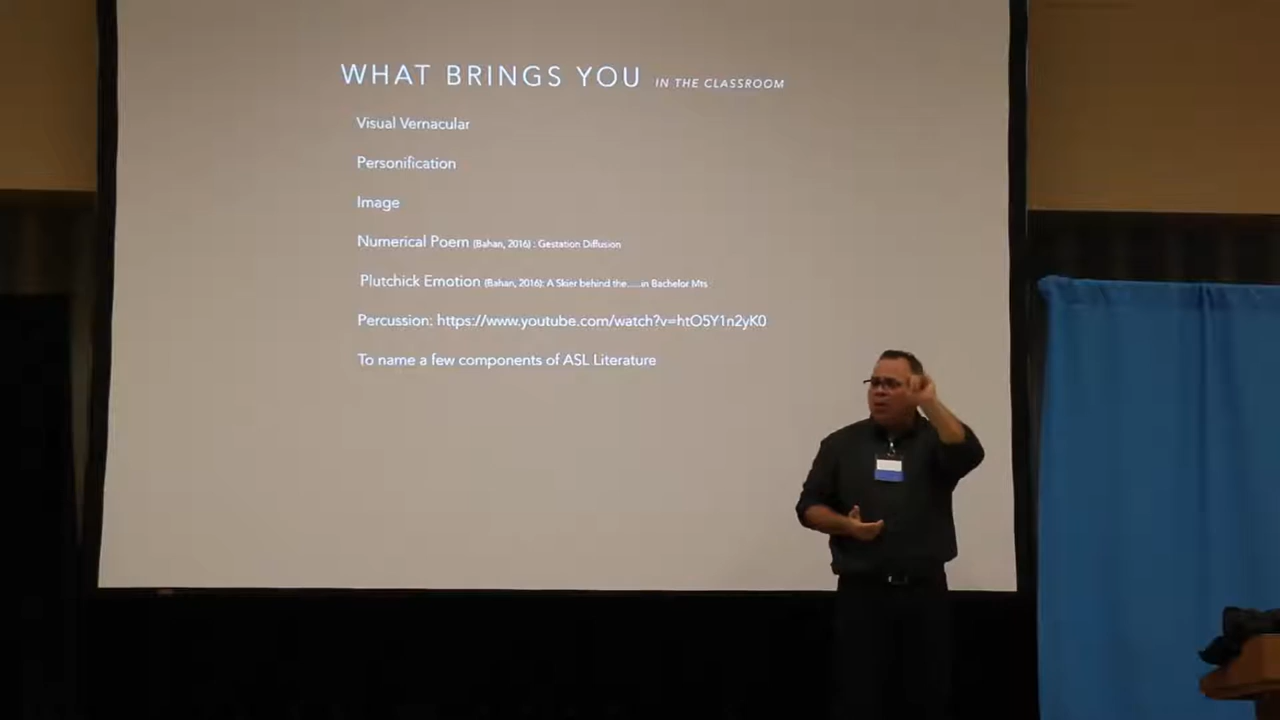 WHAT BRINGS YOU IN THE CLASSROOM
Visual Vernacular
Personification
Image
Numerical Poem (Bahan, 2016) : Gestation Diffusion
Plutchick Emotion (Bahan, 2016): A Skier behind the.....in Bachelor Mts
Percussion: https://www.youtube.com/watch?v=htO5Y1n2yK0
To name a few components of ASL Literature